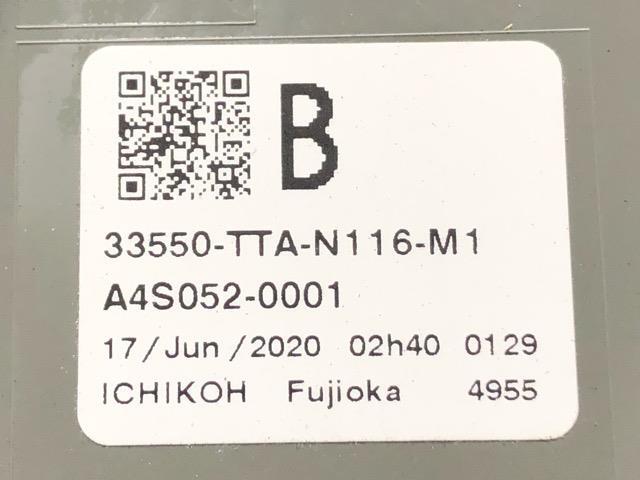 B
33550-TTA-N116-M1
A4S052-0001
17/Jun/2020 02h40 0129
ICHIKOH Fujioka 4955